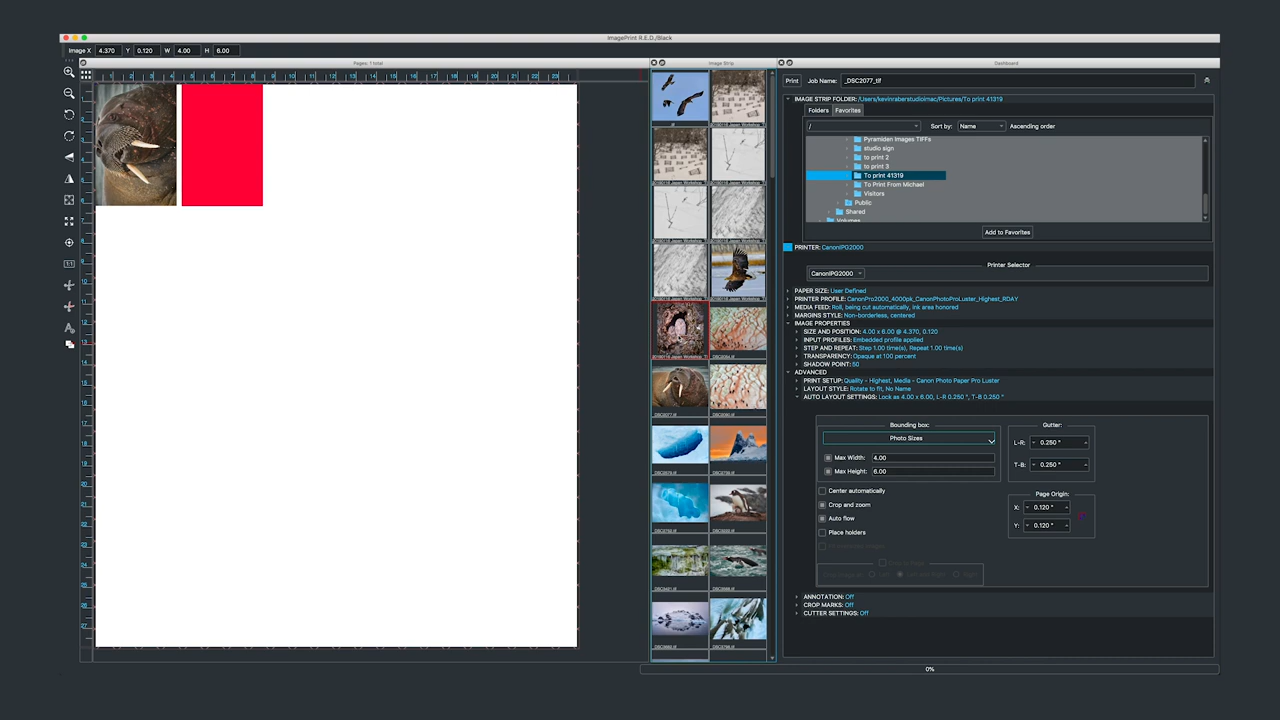 ImagePrint R.E.D./Black
Image X 4.370 Y 0.120 W 4.00 H 6.00
Pages: 1 total
Image Strip
Dashboard
Print Job Name: _DSC2077_tif
IMAGE STRIP FOLDER: /Users/kevinraberstudioimac/Pictures/To print 41319
Folders Favorites
/ Sort by: Name Ascending order
Pyramiden Images TIFFs
studio sign
to print 2
to print 3
To print 41319
To Print From Michael
Visitors
Public
Shared
Volumes
Add to Favorites
PRINTER: CanonIPG2000
Printer Selector
CanonIPG2000
PAPER SIZE: User Defined
PRINTER PROFILE: CanonPro2000_4000pk_CanonPhotoProLuster_Highest_RDAY
MEDIA FEED: Roll, being cut automatically, ink area honored
MARGINS STYLE: Non-borderless, centered
IMAGE PROPERTIES
SIZE AND POSITION: 4.00 x 6.00 @ 4.370, 0.120
INPUT PROFILES: Embedded profile applied
STEP AND REPEAT: Step 1.00 time(s), Repeat 1.00 time(s)
TRANSPARENCY: Opaque at 100 percent
SHADOW POINT: 50
ADVANCED
PRINT SETUP: Quality - Highest, Media - Canon Photo Paper Pro Luster
LAYOUT STYLE: Rotate to fit, No Name
AUTO LAYOUT SETTINGS: Lock as 4.00 x 6.00, L-R 0.250 ", T-B 0.250 "
Bounding box:
Photo Sizes
Max Width: 4.00
Max Height: 6.00
Gutter:
L-R: 0.250 "
T-B: 0.250 "
Center automatically
Crop and zoom
Auto flow
Place holders
Page Origin:
X: 0.120 "
Y: 0.120 "
ANNOTATION: Off
CROP MARKS: Off
CUTTER SETTINGS: Off
0%